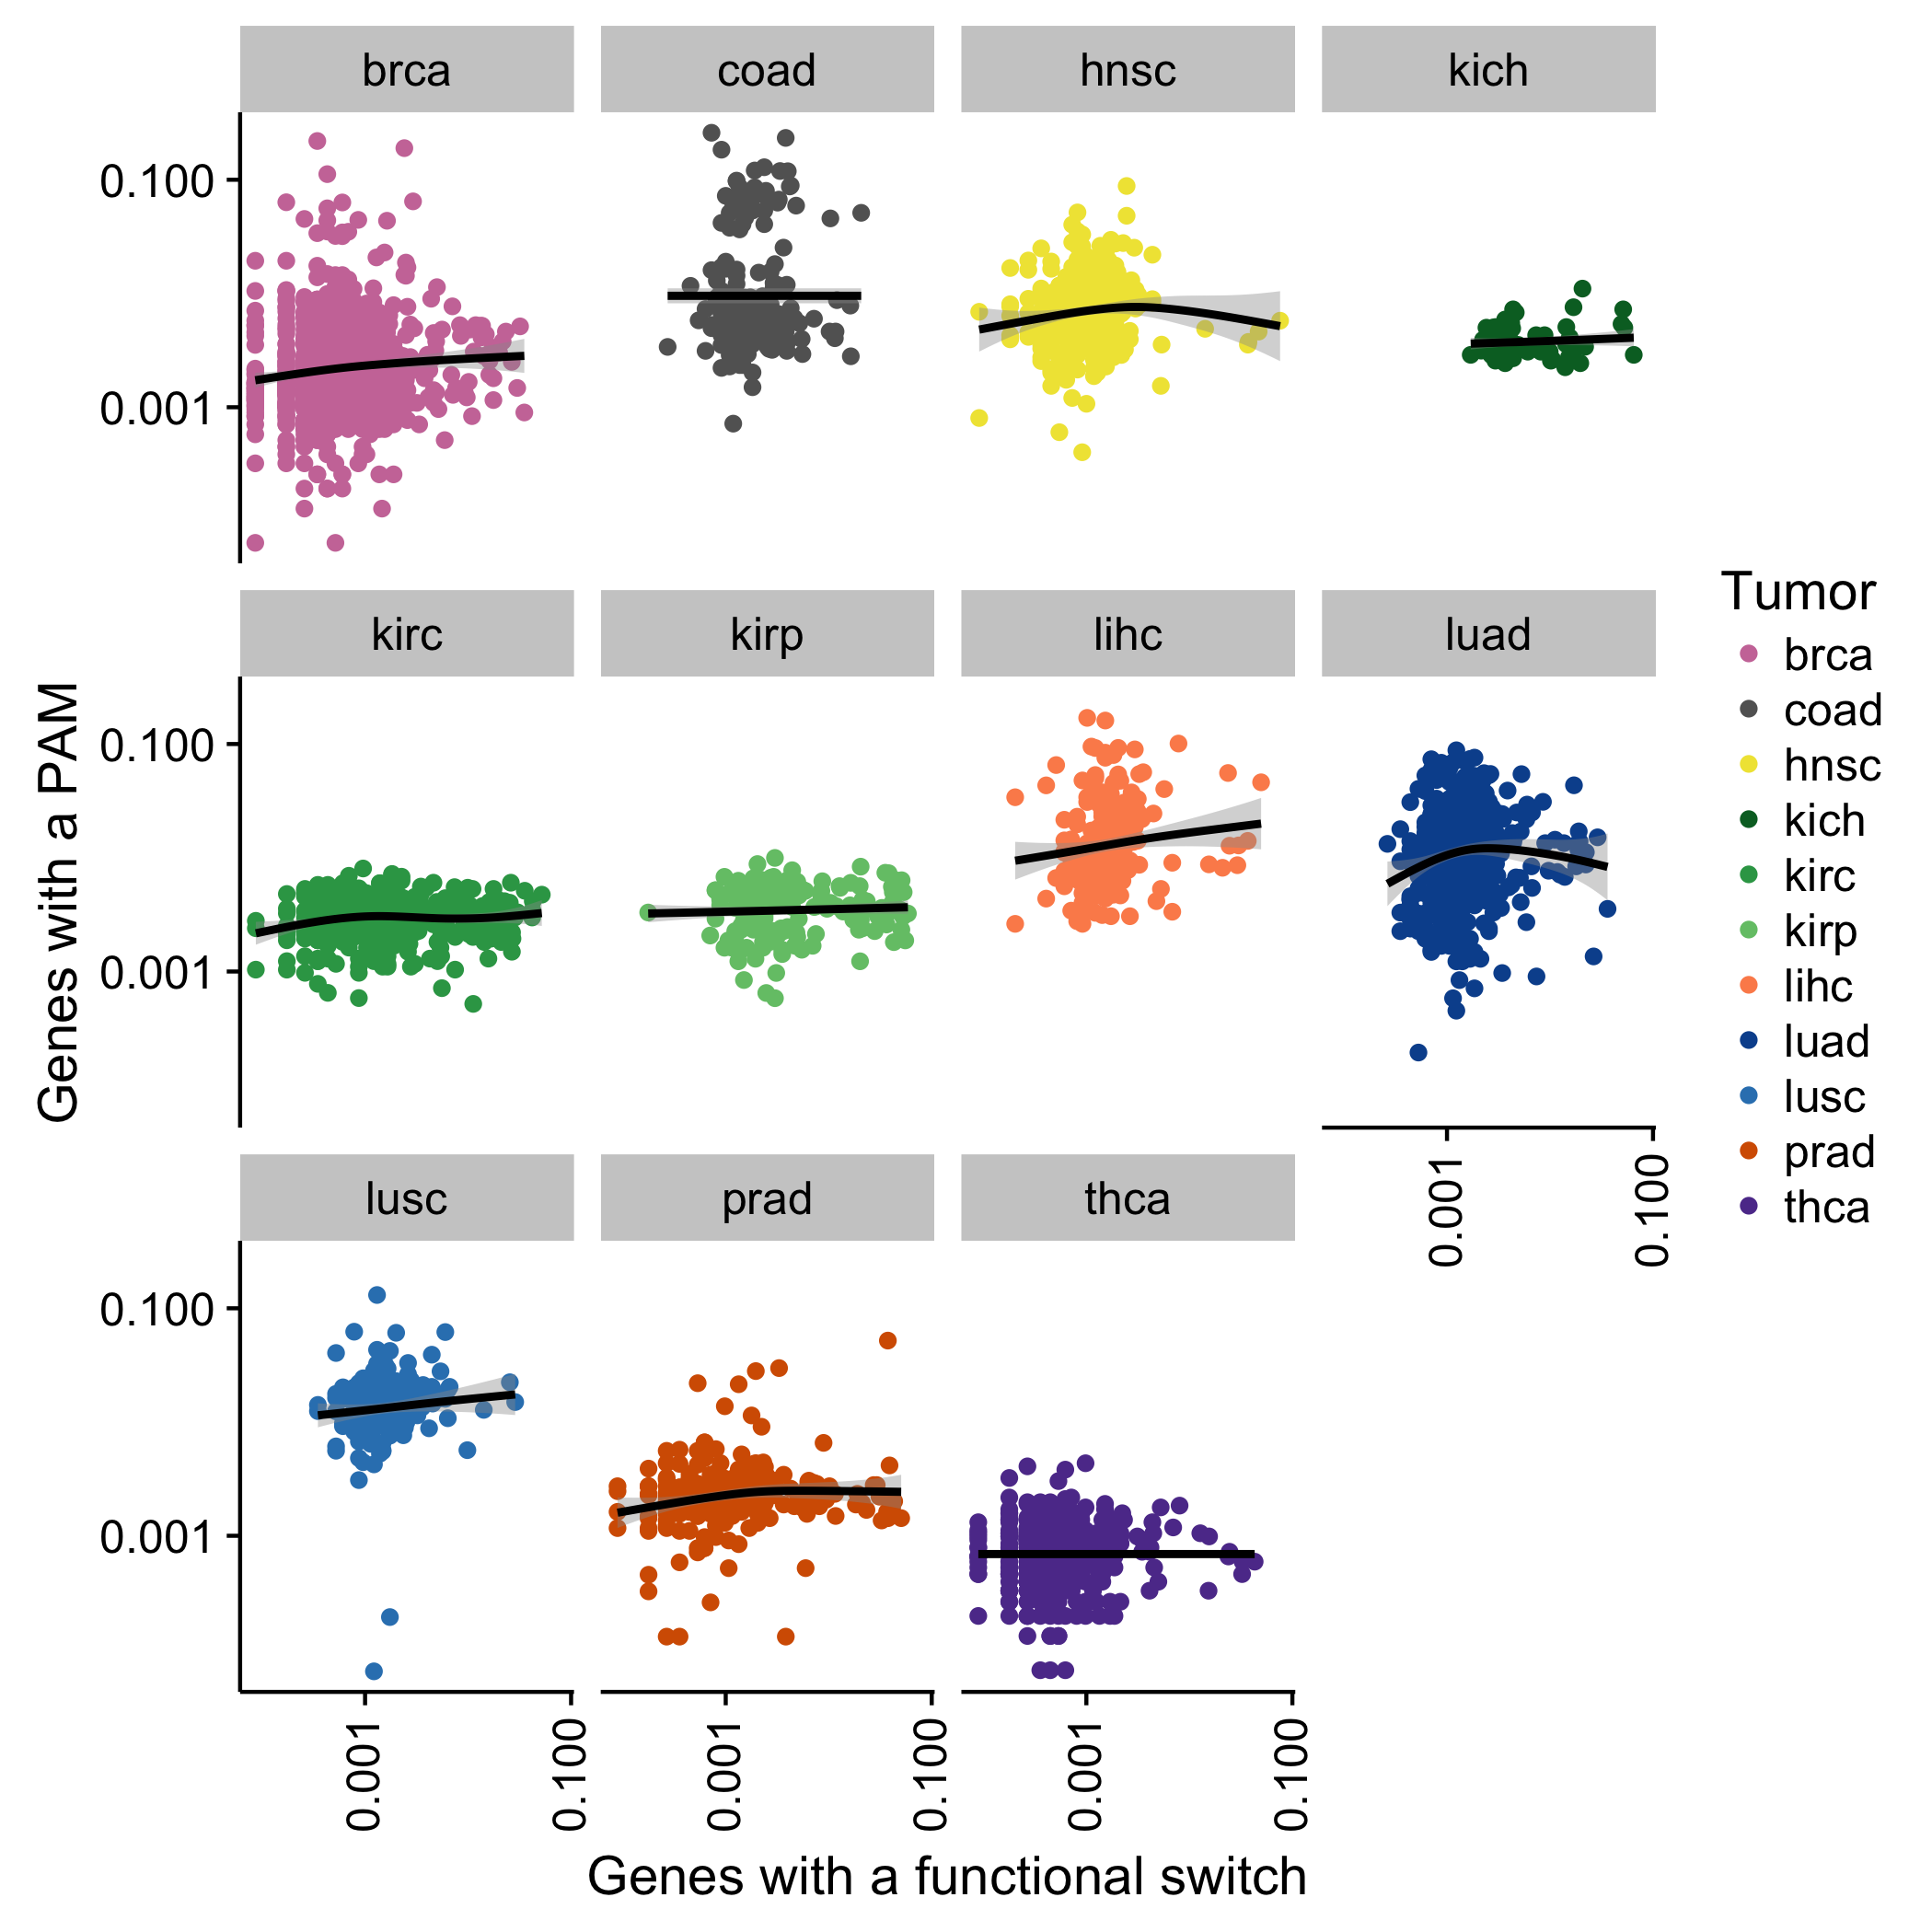 brca
coad
hnsc
kich
0.100
0.001
kirc
kirp
lihc
luad
0.100
0.001
0.001
0.100
lusc
prad
thca
0.100
0.001
0.001
0.100
0.001
0.100
0.001
0.100
Genes with a functional switch
Genes with a PAM
Tumor
brca
coad
hnsc
kich
kirc
kirp
lihc
luad
lusc
prad
thca